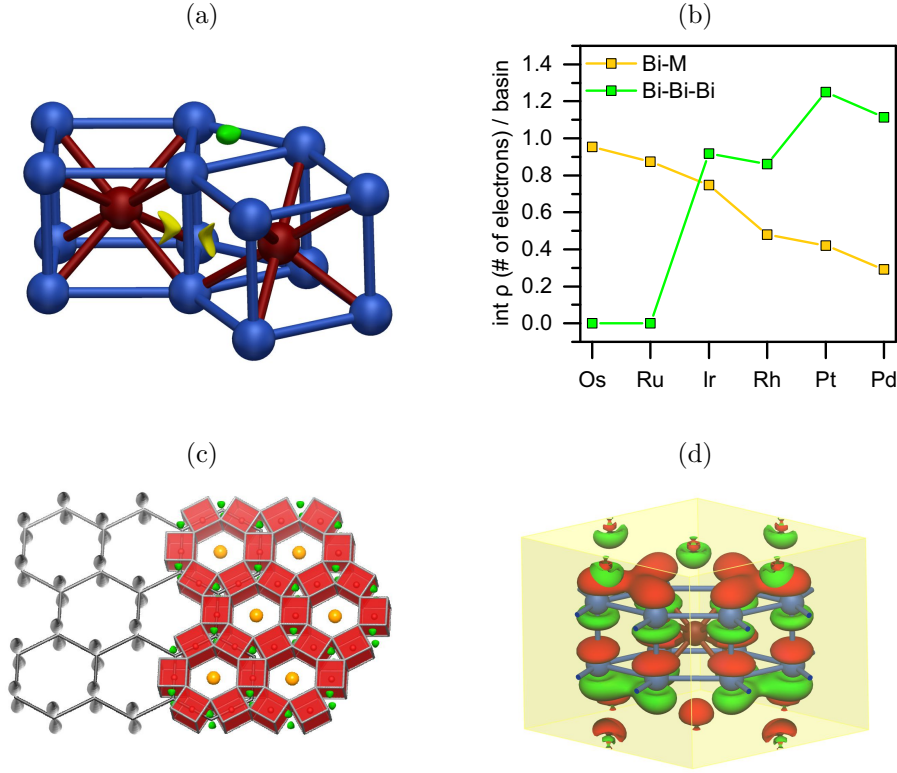 (a)
(b)
int ρ (# of electrons) / basin
1.4
1.2
1.0
0.8
0.6
0.4
0.2
0.0
Bi-M
Bi-Bi-Bi
Os Ru Ir Rh Pt Pd
(c)
(d)